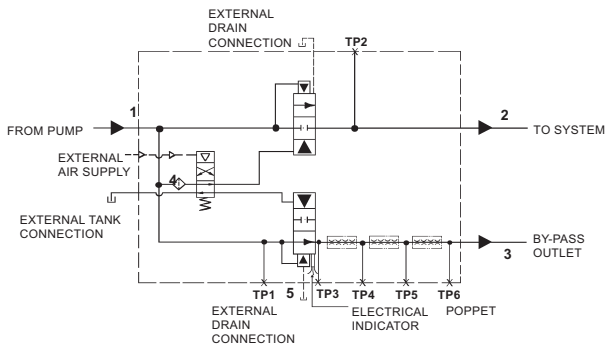 EXTERNAL
DRAIN
CONNECTION
TP2
1
2
FROM PUMP
TO SYSTEM
EXTERNAL
AIR SUPPLY
4
EXTERNAL TANK
CONNECTION
BY-PASS
OUTLET
3
TP1
5
TP3
TP4
TP5
TP6
POPPET
EXTERNAL
DRAIN
CONNECTION
ELECTRICAL
INDICATOR